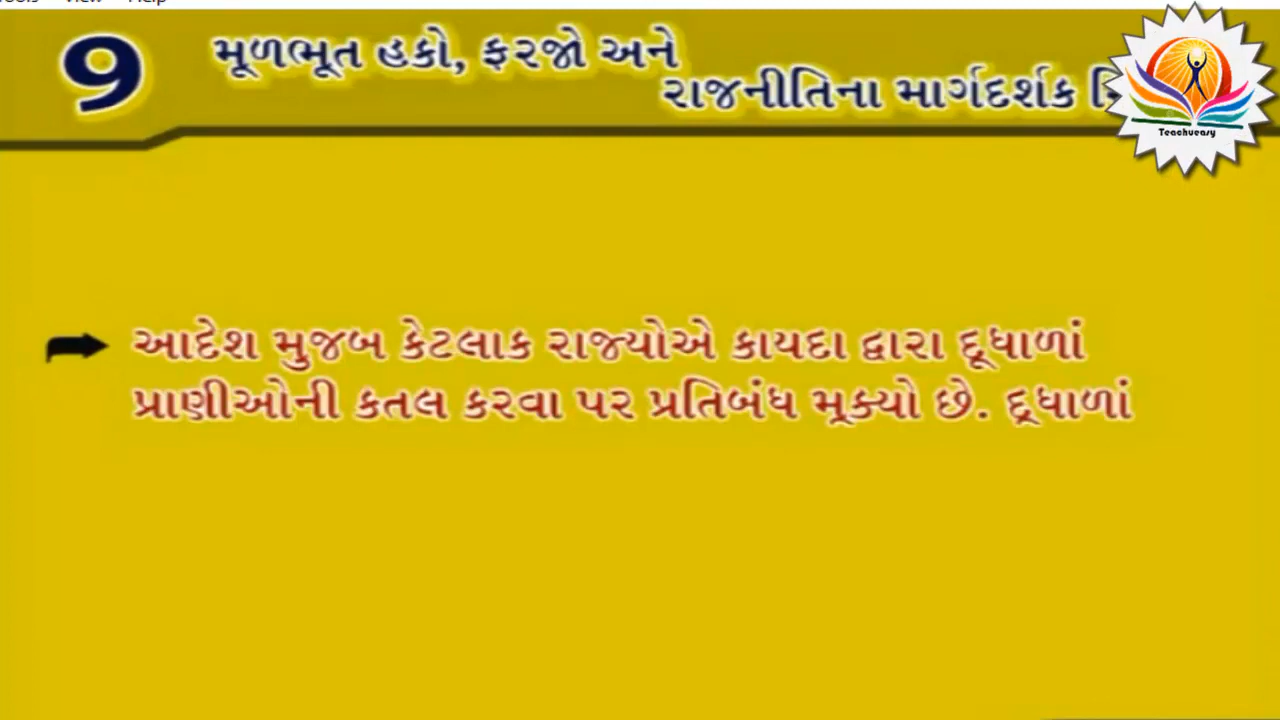 9
મૂળભૂત હકો, ફરજો અને
રાજનીતિના માર્ગદર્શક
Teachueasy
આદેશ મુજબ કેટલાક રાજ્યોએ કાયદા દ્વારા દૂધાળાં
પ્રાણીઓની કતલ કરવા પર પ્રતિબંધ મૂક્યો છે. દૂધાળાં